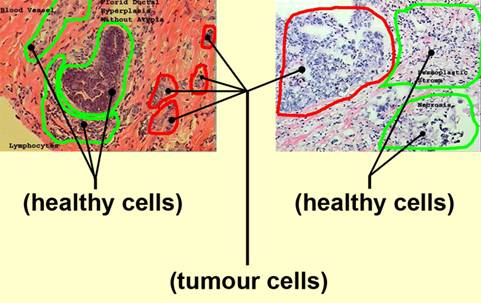 Blood Vessel
Florid Ductal
Hyperplasia
Without Atypia
Lymphocytes
Desmoplastic
Stroma
Necrosis
(healthy cells)
(healthy cells)
(tumour cells)